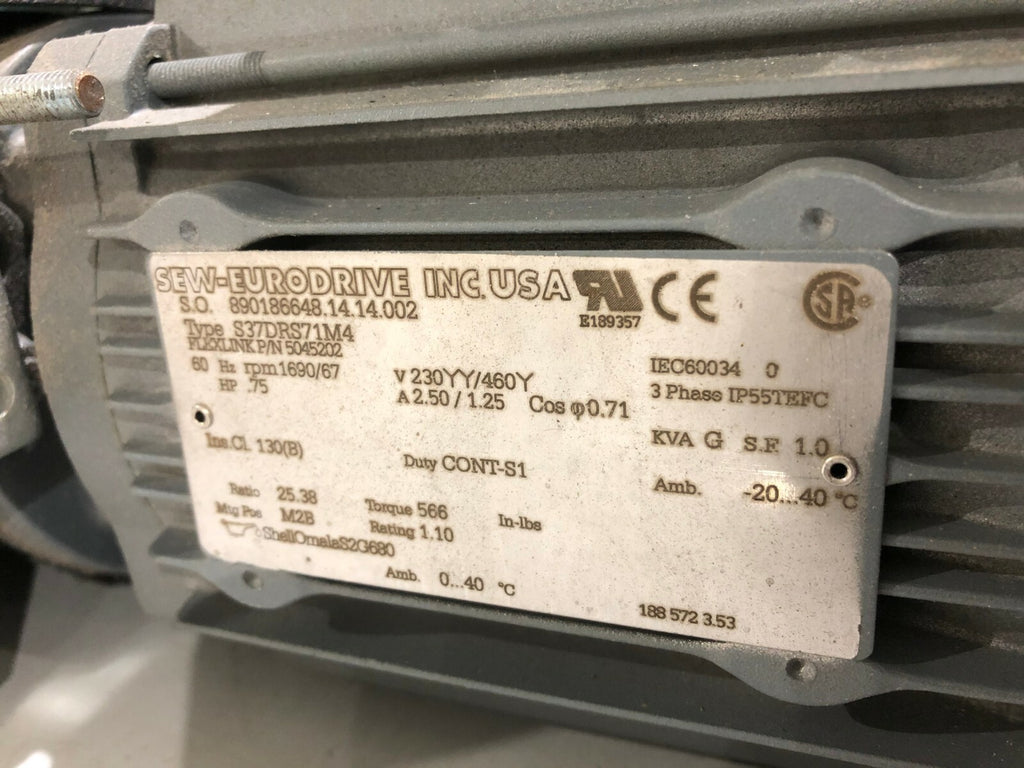 SEW-EURODRIVE INC. USA
E189357
S.O. 890186648.14.14.002
Type S37DRS71M4
FLEXLINK P/N 5045202
60 Hz rpm 1690/67
V 230YY/460Y
IEC60034 0
HP .75
A 2.50 / 1.25 Cos φ 0.71
3 Phase IP55TEFC
Ins.Cl. 130(B)
Duty CONT-S1
KVA G S.F. 1.0
Amb. -20...40 °C
Ratio 25.38
Torque 566 In-lbs
Mtg Pos M2B
Rating 1.10
ShellOmalaS2G680
Amb. 0...40 °C
188 572 3.53